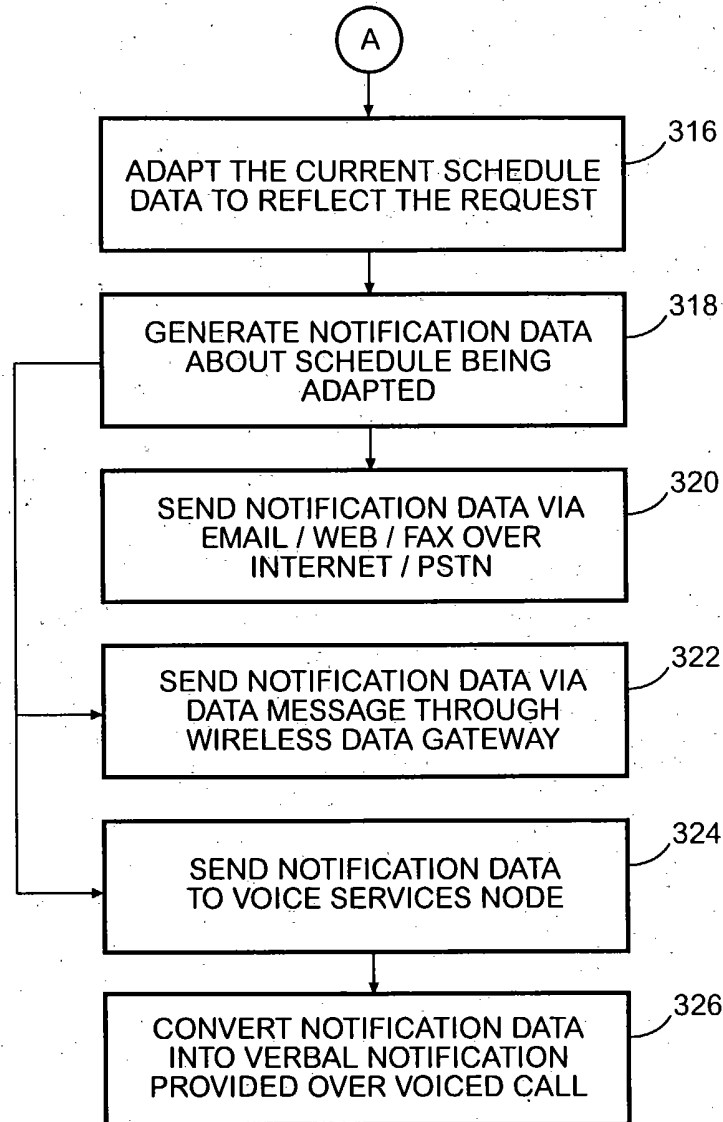 A
316
ADAPT THE CURRENT SCHEDULE
DATA TO REFLECT THE REQUEST
318
GENERATE NOTIFICATION DATA
ABOUT SCHEDULE BEING
ADAPTED
320
SEND NOTIFICATION DATA VIA
EMAIL / WEB / FAX OVER
INTERNET / PSTN
322
SEND NOTIFICATION DATA VIA
DATA MESSAGE THROUGH
WIRELESS DATA GATEWAY
324
SEND NOTIFICATION DATA
TO VOICE SERVICES NODE
326
CONVERT NOTIFICATION DATA
INTO VERBAL NOTIFICATION
PROVIDED OVER VOICED CALL